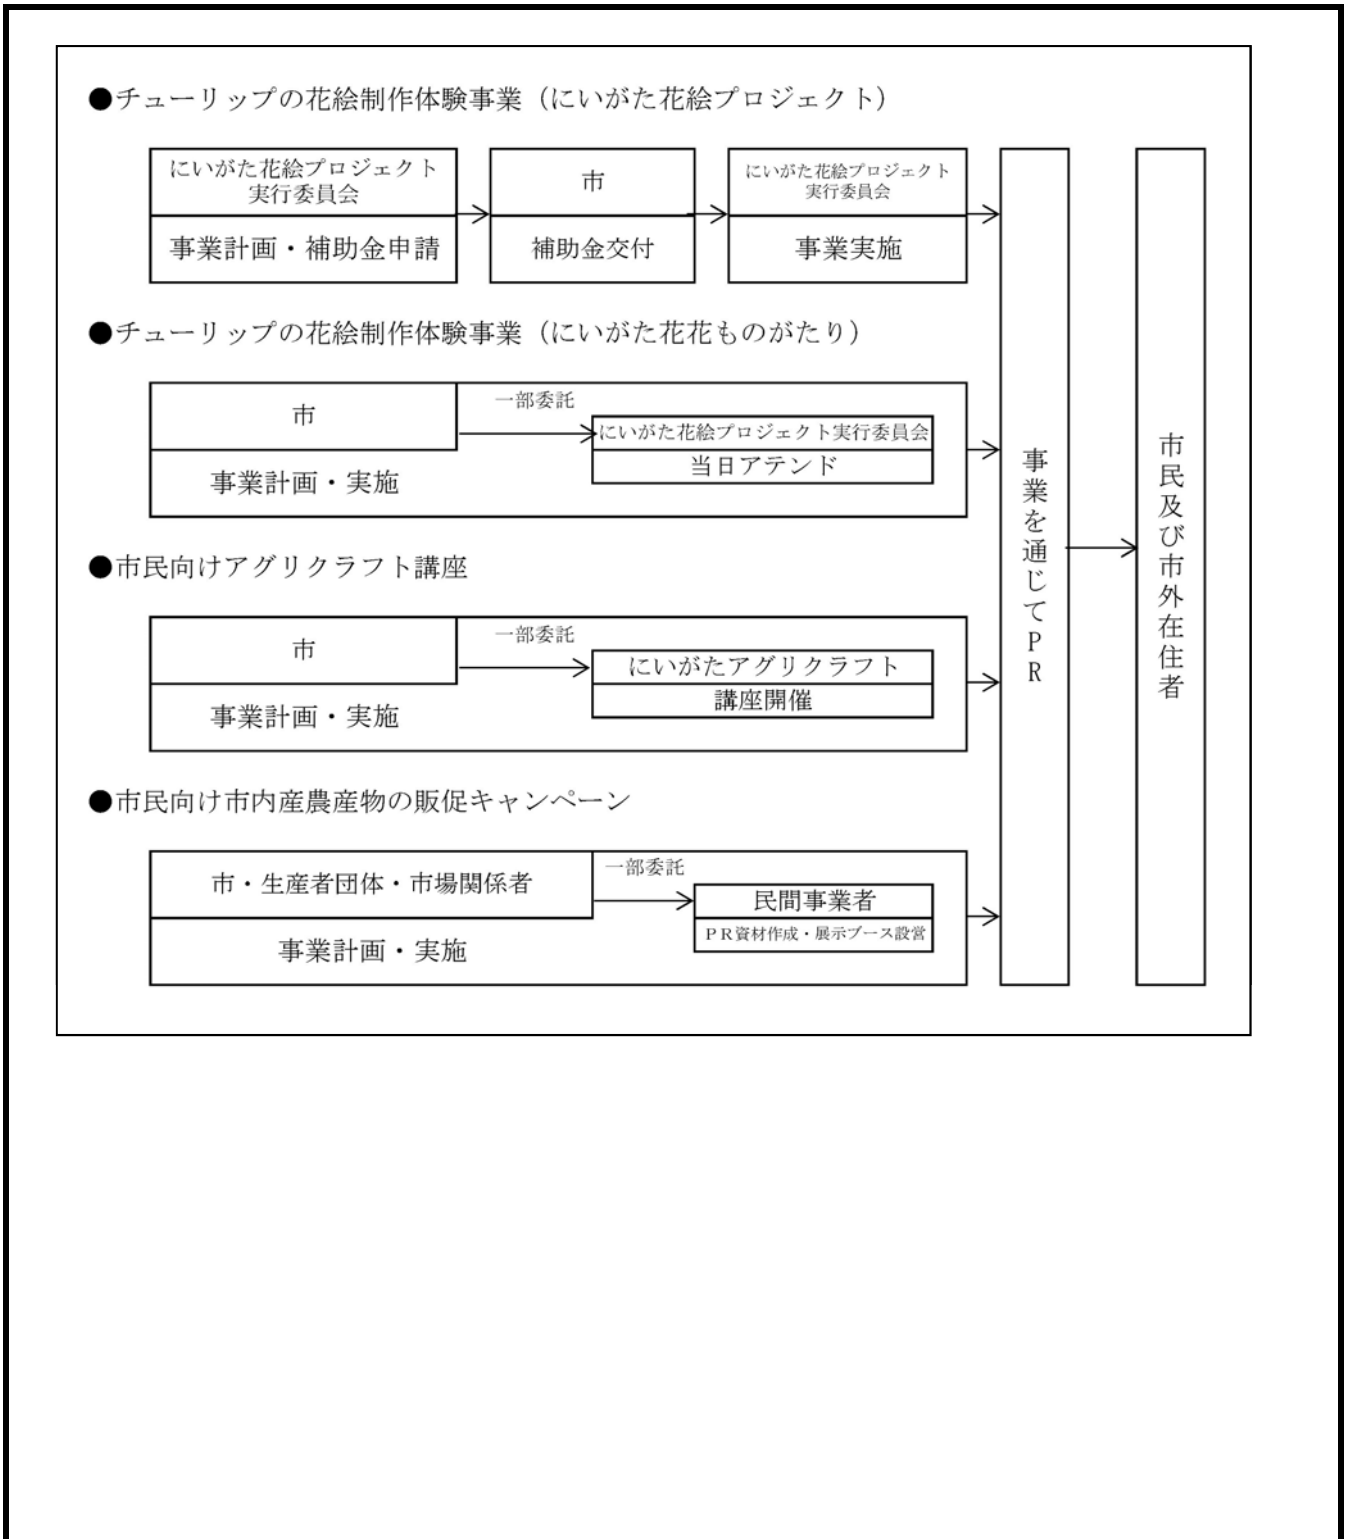 ●チューリップの花絵制作体験事業（にいがた花絵プロジェクト）
にいがた花絵プロジェクト
実行委員会
事業計画・補助金申請
市
補助金交付
にいがた花絵プロジェクト
実行委員会
事業実施
●チューリップの花絵制作体験事業（にいがた花花ものがたり）
市
事業計画・実施
一部委託
にいがた花絵プロジェクト実行委員会
当日アテンド
●市民向けアグリクラフト講座
市
事業計画・実施
一部委託
にいがたアグリクラフト
講座開催
●市民向け市内産農産物の販促キャンペーン
市・生産者団体・市場関係者
事業計画・実施
一部委託
民間事業者
ＰＲ資材作成・展示ブース設営
事業を通じてＰＲ
市民及び市外在住者